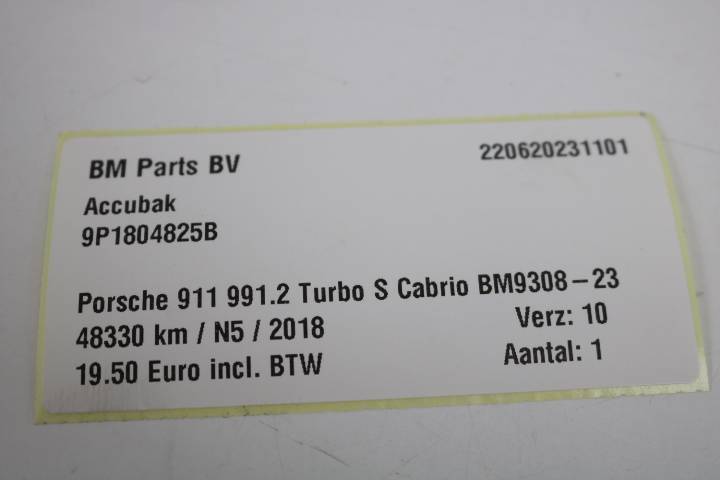 BM Parts BV 220620231101
Accubak
9P1804825B
Porsche 911 991.2 Turbo S Cabrio BM9308-23
48330 km / N5 / 2018 Verz: 10
19.50 Euro incl. BTW Aantal: 1